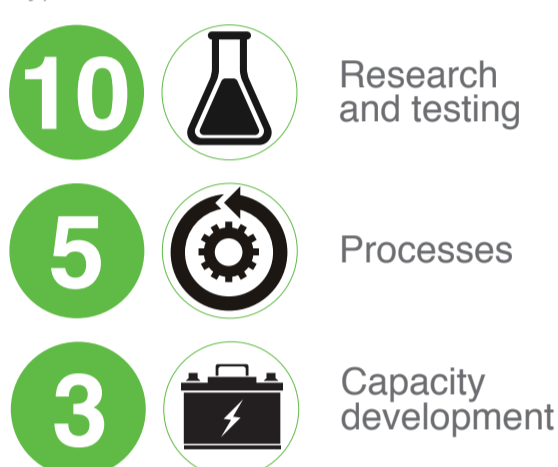 10
Research
and testing
5
Processes
3
Capacity
development